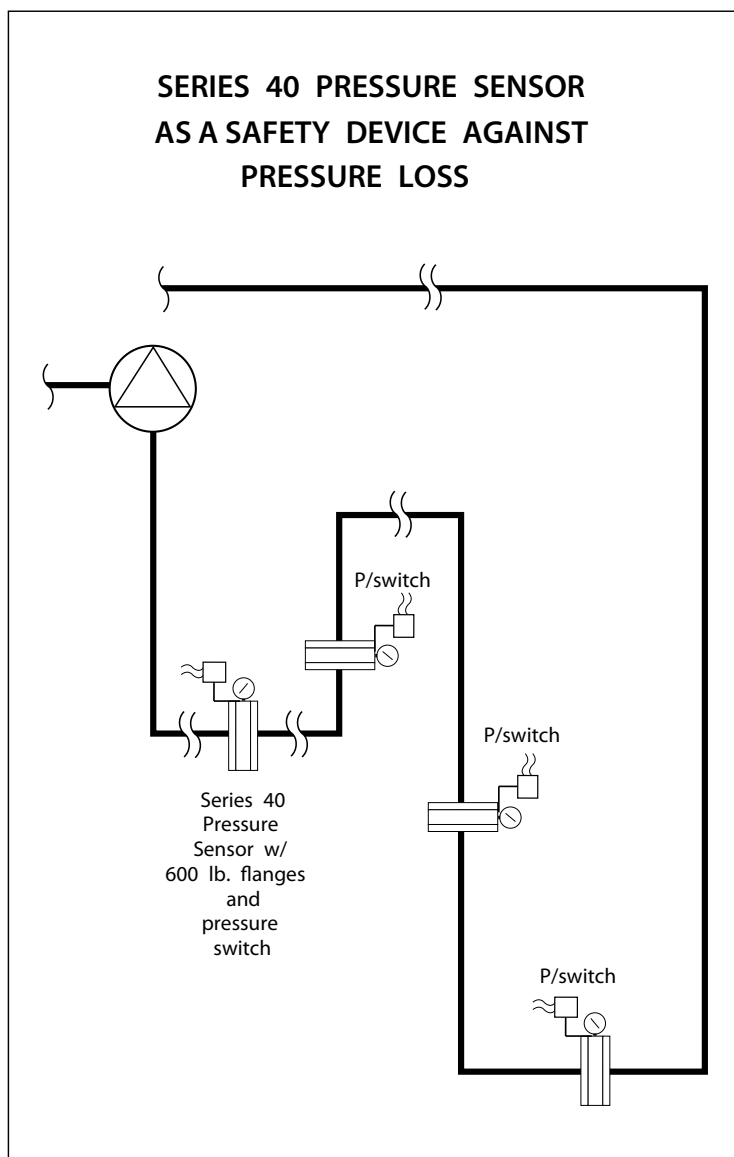 SERIES 40 PRESSURE SENSOR
AS A SAFETY DEVICE AGAINST
PRESSURE LOSS
P/switch
P/switch
Series 40
Pressure
Sensor w/
600 lb. flanges
and
pressure
switch
P/switch